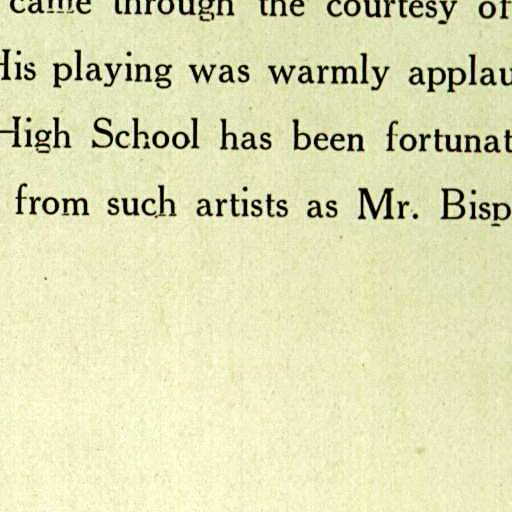 came through the courtesy of
His playing was warmly applau
High School has been fortunat
from such artists as Mr. Bisp